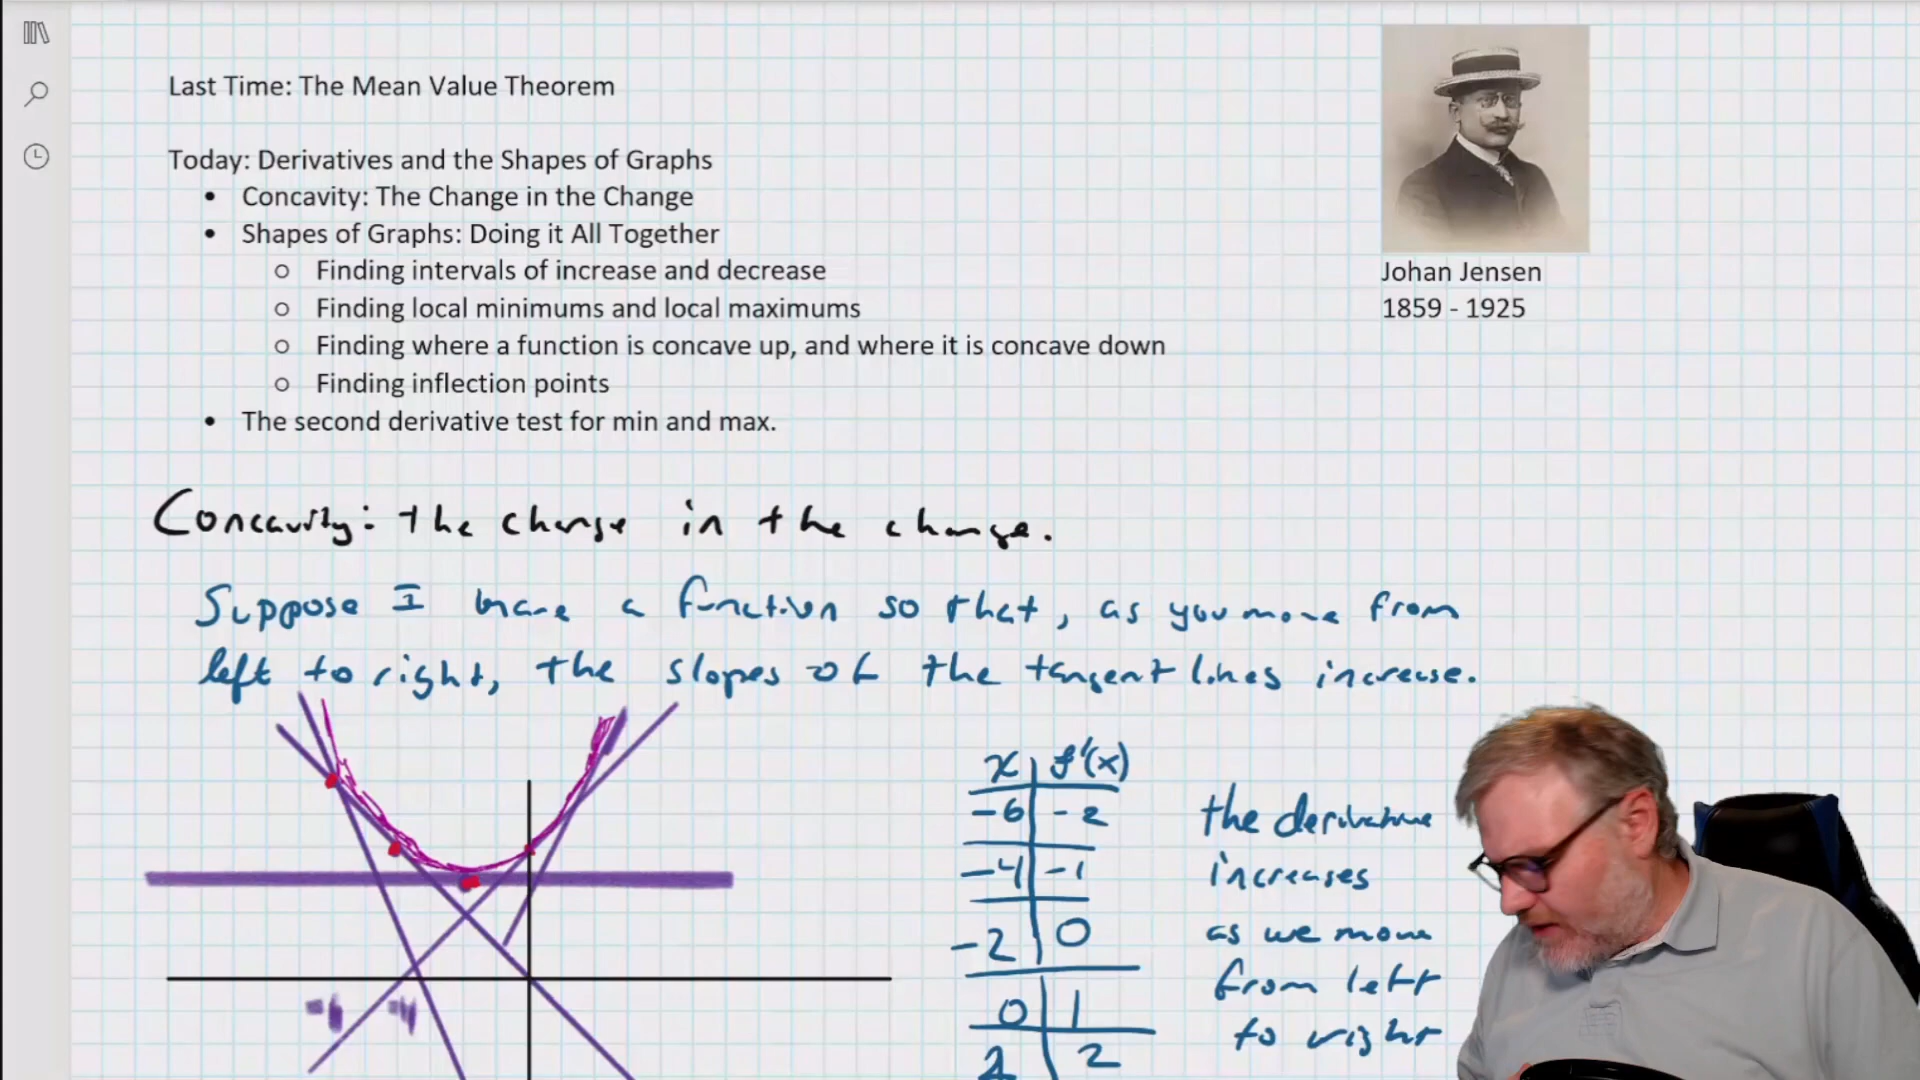 Last Time: The Mean Value Theorem
Today: Derivatives and the Shapes of Graphs
• Concavity: The Change in the Change
• Shapes of Graphs: Doing it All Together
o Finding intervals of increase and decrease
o Finding local minimums and local maximums
o Finding where a function is concave up, and where it is concave down
o Finding inflection points
• The second derivative test for min and max.
Johan Jensen
1859 - 1925
Concavity: the change in the change.
Suppose I have a function so that, as you move from
left to right, the slopes of the tangent lines increase.
x f'(x)
-6 -2
-4 -1
-2 0
0 1
2 2
the derivative
increases
as we move
from left
to right
-6 -4